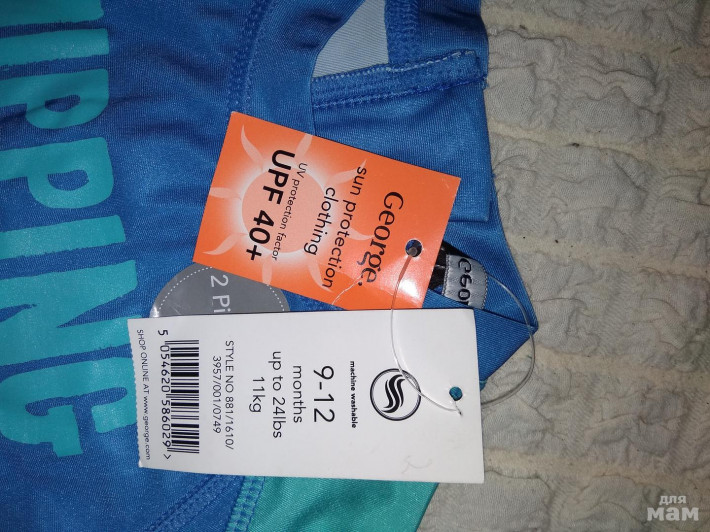 IPPING
George.
sun protection
clothing
UPF 40+
UV protection factor
2 Pi
machine washable
9-12
months
up to 24lbs
11kg
STYLE NO 881/1610/
3957/001/0749
5 054620 586029 >
SHOP ONLINE AT www.george.com
для
мам